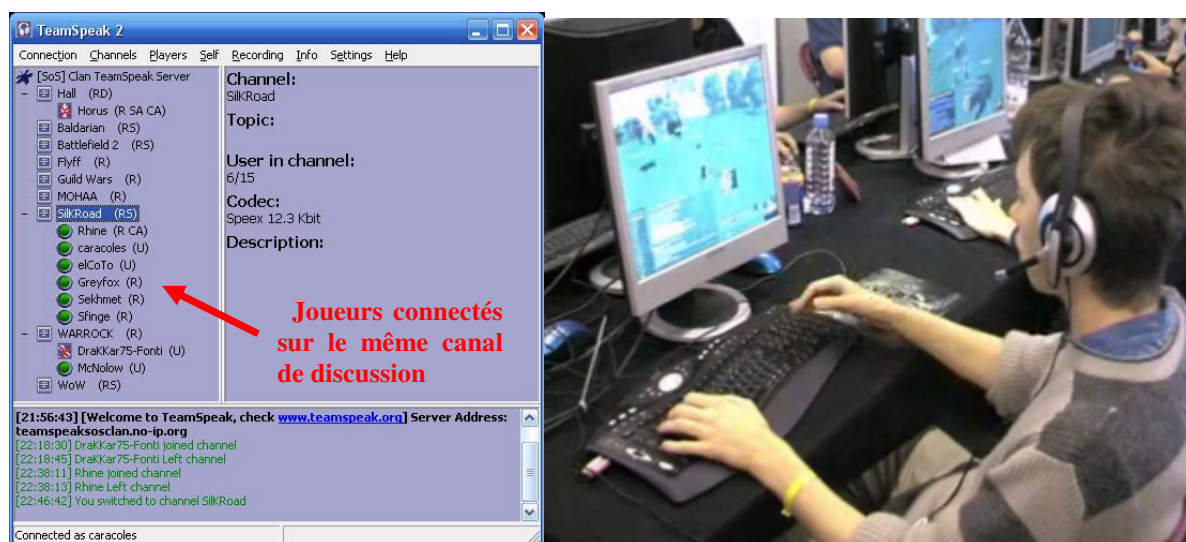 TeamSpeak 2
Connection Channels Players Self Recording Info Settings Help
[SoS] Clan TeamSpeak Server
Hall (RD)
Horus (R SA CA)
Baldarian (RS)
Battlefield 2 (RS)
Flyff (R)
Guild Wars (R)
MOHAA (R)
SilKRoad (RS)
Rhine (R CA)
caracoles (U)
elCoTo (U)
Greyfox (R)
Sekhmet (R)
Sfinge (R)
WARROCK (R)
DraKKar75-Fonti (U)
McNolow (U)
WoW (RS)
Channel:
SilKRoad
Topic:
User in channel:
6/15
Codec:
Speex 12.3 Kbit
Description:
Joueurs connectés
sur le même canal
de discussion
[21:56:43] [Welcome to TeamSpeak, check www.teamspeak.org] Server Address:
teamspeaksosclan.no-ip.org
[22:18:30] DraKKar75-Fonti joined channel
[22:18:45] DraKKar75-Fonti Left channel
[22:38:11] Rhine joined channel
[22:38:13] Rhine Left channel
[22:46:42] You switched to channel SilKRoad
Connected as caracoles